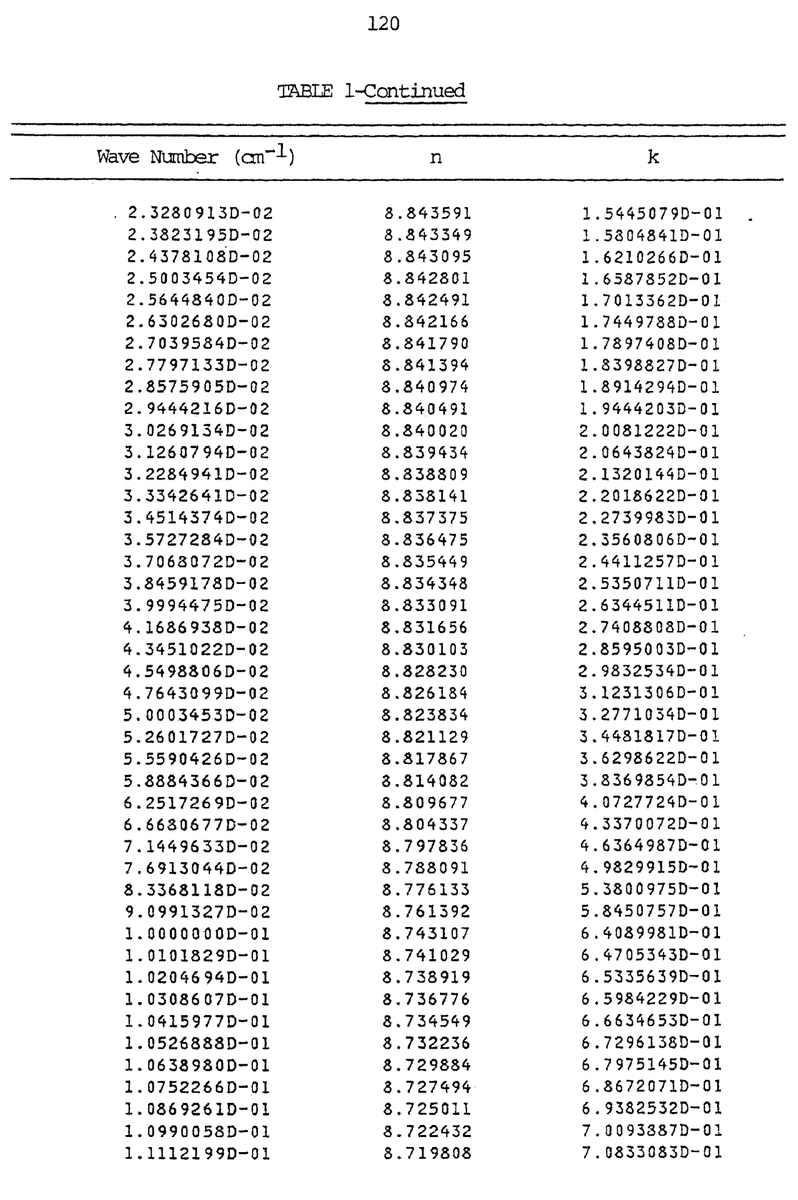 120
TABLE 1-Continued
Wave Number (cm-1) n k
2.3280913D-02 8.843591 1.5445079D-01
2.3823195D-02 8.843349 1.5804841D-01
2.4378108D-02 8.843095 1.6210266D-01
2.5003454D-02 8.842801 1.6587852D-01
2.5644840D-02 8.842491 1.7013362D-01
2.6302680D-02 8.842166 1.7449788D-01
2.7039584D-02 8.841790 1.7897408D-01
2.7797133D-02 8.841394 1.8398827D-01
2.8575905D-02 8.840974 1.8914294D-01
2.9444216D-02 8.840491 1.9444203D-01
3.0269134D-02 8.840020 2.0081222D-01
3.1260794D-02 8.839434 2.0643824D-01
3.2284941D-02 8.838809 2.1320144D-01
3.3342641D-02 8.838141 2.2018622D-01
3.4514374D-02 8.837375 2.2739983D-01
3.5727284D-02 8.836475 2.3560806D-01
3.7068072D-02 8.835449 2.4411257D-01
3.8459178D-02 8.834348 2.5350711D-01
3.9994475D-02 8.833091 2.6344511D-01
4.1686938D-02 8.831656 2.7408808D-01
4.3451022D-02 8.830103 2.8595003D-01
4.5498806D-02 8.828230 2.9832534D-01
4.7643099D-02 8.826184 3.1231306D-01
5.0003453D-02 8.823834 3.2771034D-01
5.2601727D-02 8.821129 3.4481817D-01
5.5590426D-02 8.817867 3.6298622D-01
5.8884366D-02 8.814082 3.8369854D-01
6.2517269D-02 8.809677 4.0727724D-01
6.6680677D-02 8.804337 4.3370072D-01
7.1449633D-02 8.797836 4.6364987D-01
7.6913044D-02 8.788091 4.9829915D-01
8.3368118D-02 8.776133 5.3800975D-01
9.0991327D-02 8.761392 5.8450757D-01
1.0000000D-01 8.743107 6.4089981D-01
1.0101829D-01 8.741029 6.4705343D-01
1.0204694D-01 8.738919 6.5335639D-01
1.0308607D-01 8.736776 6.5984229D-01
1.0415977D-01 8.734549 6.6634653D-01
1.0526888D-01 8.732236 6.7296138D-01
1.0638980D-01 8.729884 6.7975145D-01
1.0752266D-01 8.727494 6.8672071D-01
1.0869261D-01 8.725011 6.9382532D-01
1.0990058D-01 8.722432 7.0093887D-01
1.1112199D-01 8.719808 7.0833083D-01